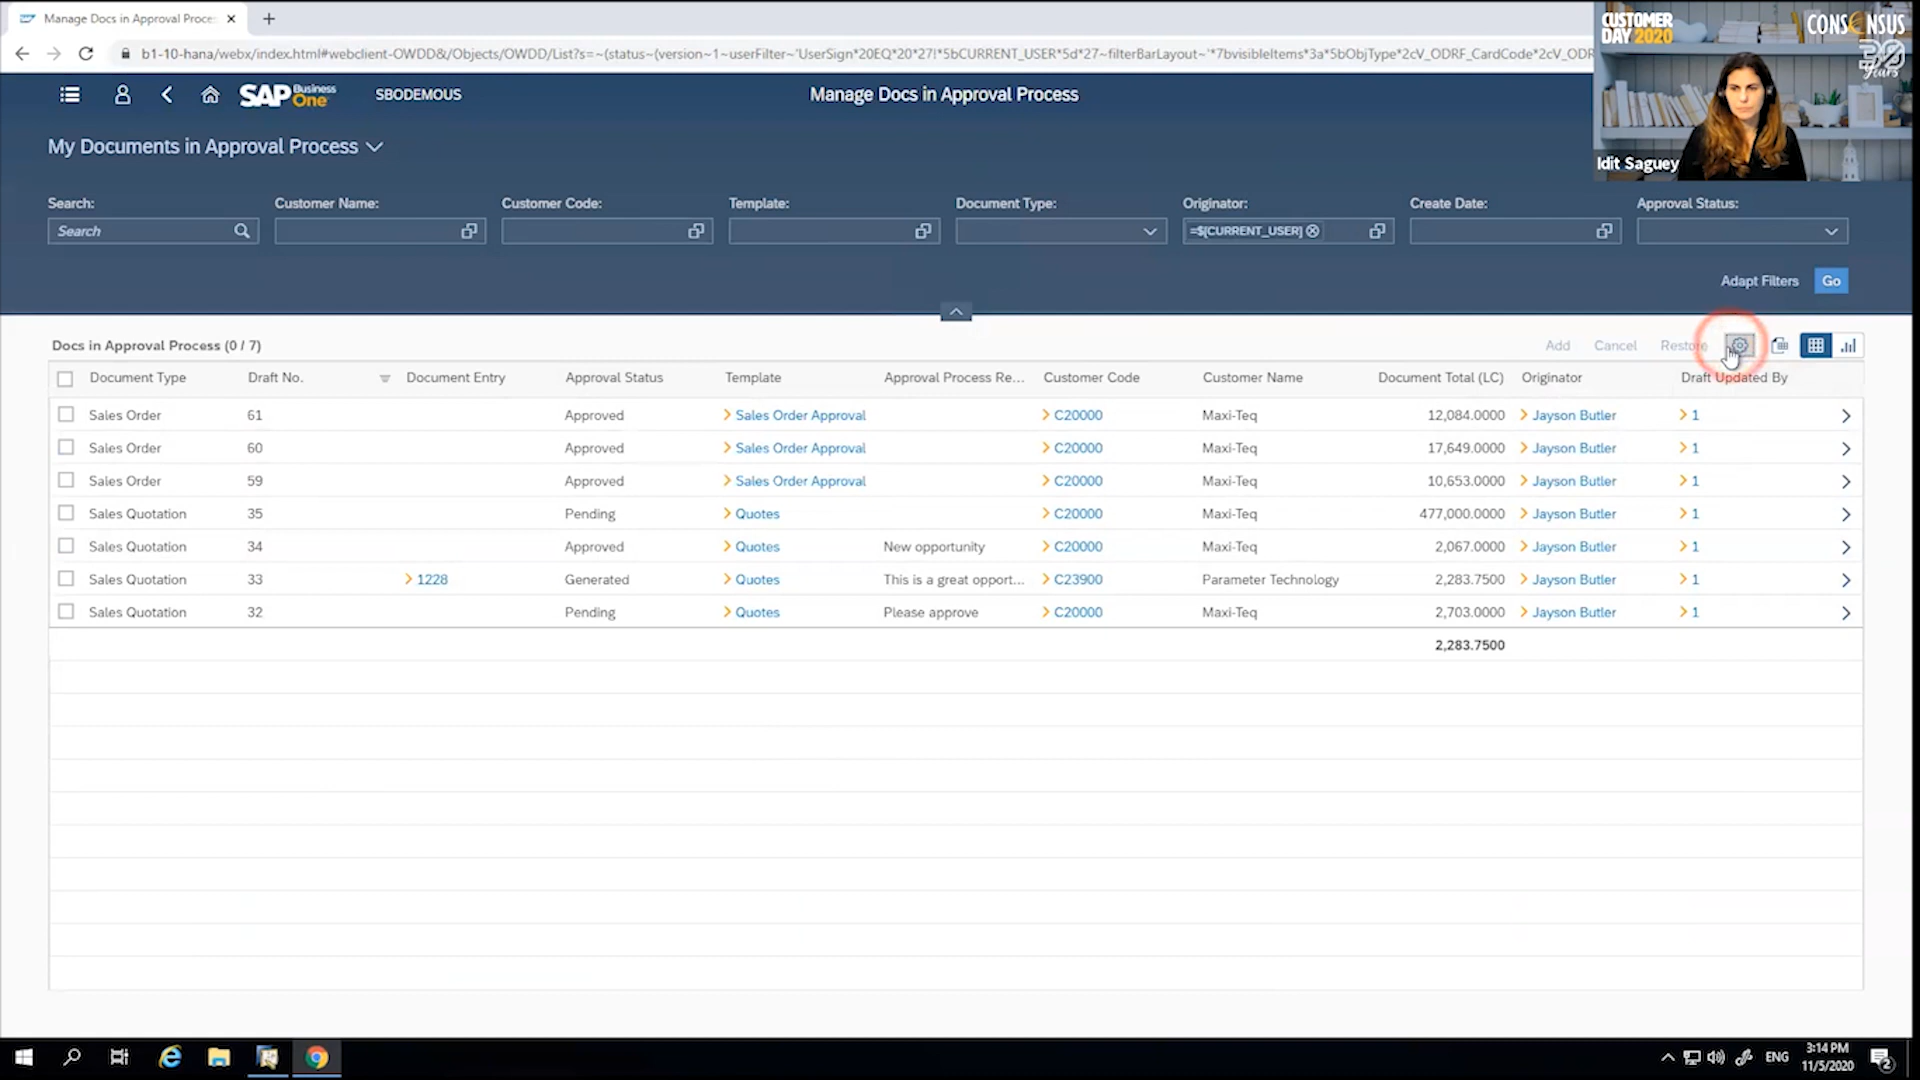 Manage Docs in Approval Proce
b1-10-hana/webx/index.html#webclient-OWDD&/Objects/OWDD/List?s=~(status~(version~1~userFilter~'UserSign*20EQ*20*27!*5bCURRENT_USER*5d*27~filterBarLayout~'*7bvisibleItems*3a*5bObjType*2cV_ODRF_CardCode*2cV_ODR
CUSTOMER
DAY 2020
CONSENSUS
30
Years
Idit Saguey
SAP Business One
SBODEMOUS
Manage Docs in Approval Process
My Documents in Approval Process
Search: Customer Name: Customer Code: Template: Document Type: Originator: Create Date: Approval Status:
Search =$[CURRENT_USER]
Adapt Filters Go
Docs in Approval Process (0 / 7) Add Cancel Restore
Document Type Draft No. Document Entry Approval Status Template Approval Process Re... Customer Code Customer Name Document Total (LC) Originator Draft Updated By
Sales Order 61 Approved Sales Order Approval C20000 Maxi-Teq 12,084.0000 Jayson Butler 1
Sales Order 60 Approved Sales Order Approval C20000 Maxi-Teq 17,649.0000 Jayson Butler 1
Sales Order 59 Approved Sales Order Approval C20000 Maxi-Teq 10,653.0000 Jayson Butler 1
Sales Quotation 35 Pending Quotes C20000 Maxi-Teq 477,000.0000 Jayson Butler 1
Sales Quotation 34 Approved Quotes New opportunity C20000 Maxi-Teq 2,067.0000 Jayson Butler 1
Sales Quotation 33 1228 Generated Quotes This is a great opport... C23900 Parameter Technology 2,283.7500 Jayson Butler 1
Sales Quotation 32 Pending Quotes Please approve C20000 Maxi-Teq 2,703.0000 Jayson Butler 1
2,283.7500
ENG
3:14 PM
11/5/2020
2